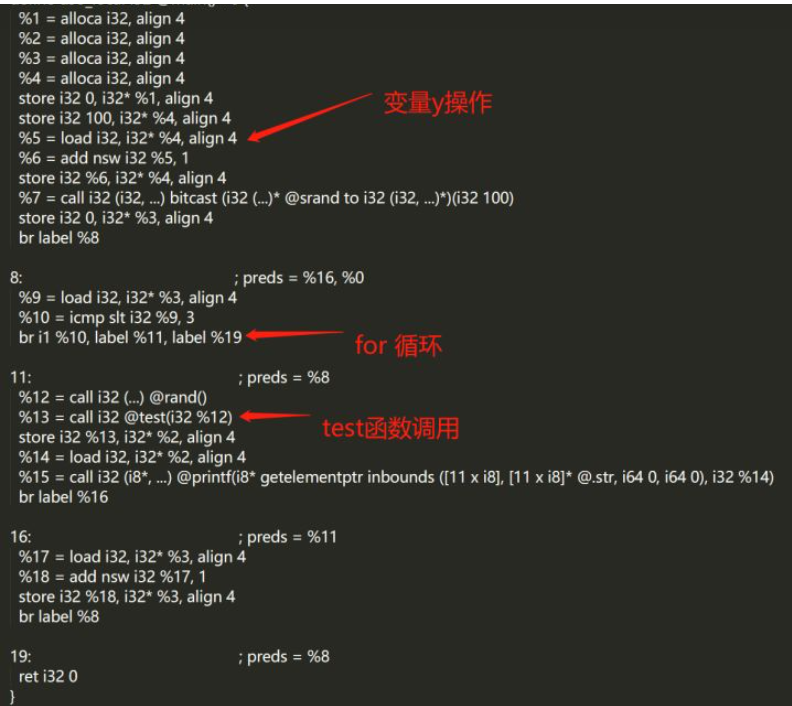 %1 = alloca i32, align 4
%2 = alloca i32, align 4
%3 = alloca i32, align 4
%4 = alloca i32, align 4
store i32 0, i32* %1, align 4
store i32 100, i32* %4, align 4
变量y操作
%5 = load i32, i32* %4, align 4
%6 = add nsw i32 %5, 1
store i32 %6, i32* %4, align 4
%7 = call i32 (i32, ...) bitcast (i32 (...)* @srand to i32 (i32, ...)*)(i32 100)
store i32 0, i32* %3, align 4
br label %8
8: ; preds = %16, %0
%9 = load i32, i32* %3, align 4
%10 = icmp slt i32 %9, 3
br i1 %10, label %11, label %19
for 循环
11: ; preds = %8
%12 = call i32 (...) @rand()
%13 = call i32 @test(i32 %12)
test函数调用
store i32 %13, i32* %2, align 4
%14 = load i32, i32* %2, align 4
%15 = call i32 (i8*, ...) @printf(i8* getelementptr inbounds ([11 x i8], [11 x i8]* @.str, i64 0, i64 0), i32 %14)
br label %16
16: ; preds = %11
%17 = load i32, i32* %3, align 4
%18 = add nsw i32 %17, 1
store i32 %18, i32* %3, align 4
br label %8
19: ; preds = %8
ret i32 0
}